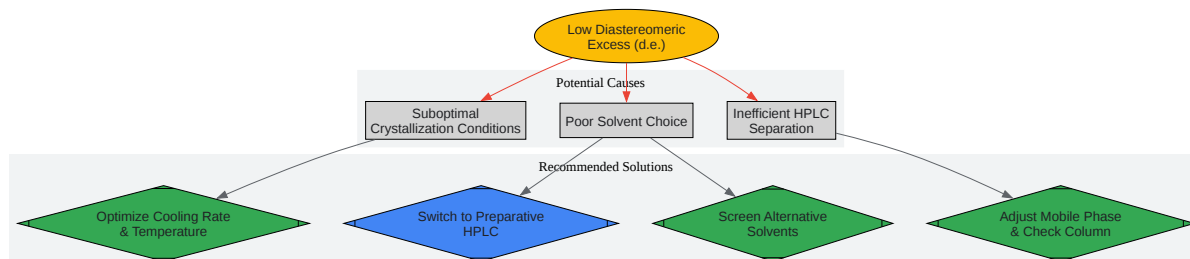 Low Diastereomeric
Excess (d.e.)
Potential Causes
Suboptimal
Crystallization Conditions
Poor Solvent Choice
Inefficient HPLC
Separation
Recommended Solutions
Optimize Cooling Rate
& Temperature
Switch to Preparative
HPLC
Screen Alternative
Solvents
Adjust Mobile Phase
& Check Column